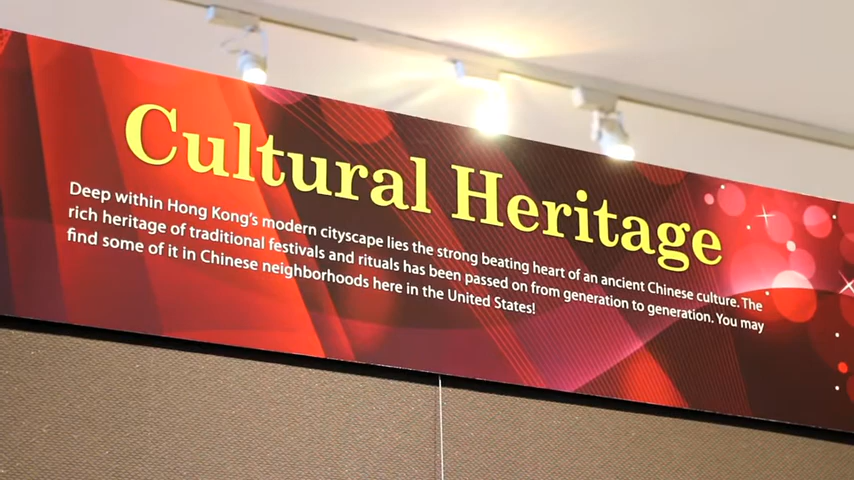 Cultural Heritage
Deep within Hong Kong's modern cityscape lies the strong beating heart of an ancient Chinese culture. The
rich heritage of traditional festivals and rituals has been passed on from generation to generation. You may
find some of it in Chinese neighborhoods here in the United States!